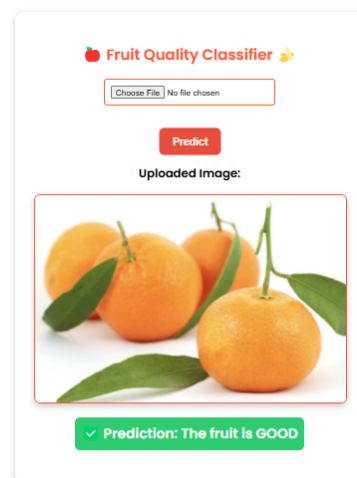 🍎 Fruit Quality Classifier 🍌
Choose File No file chosen
Predict
Uploaded Image:
✅ Prediction: The fruit is GOOD